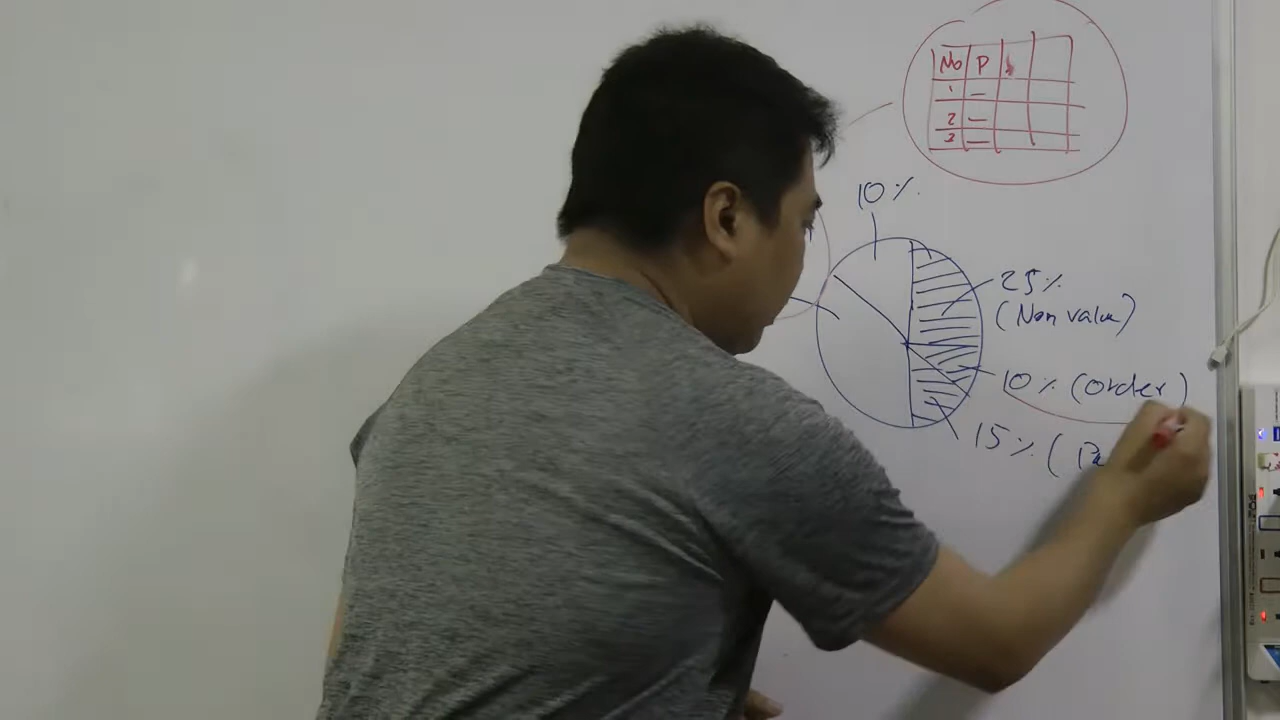 No P
1 —
2 —
3 —
10%
25%
(Non value)
10% (Order)
15% (